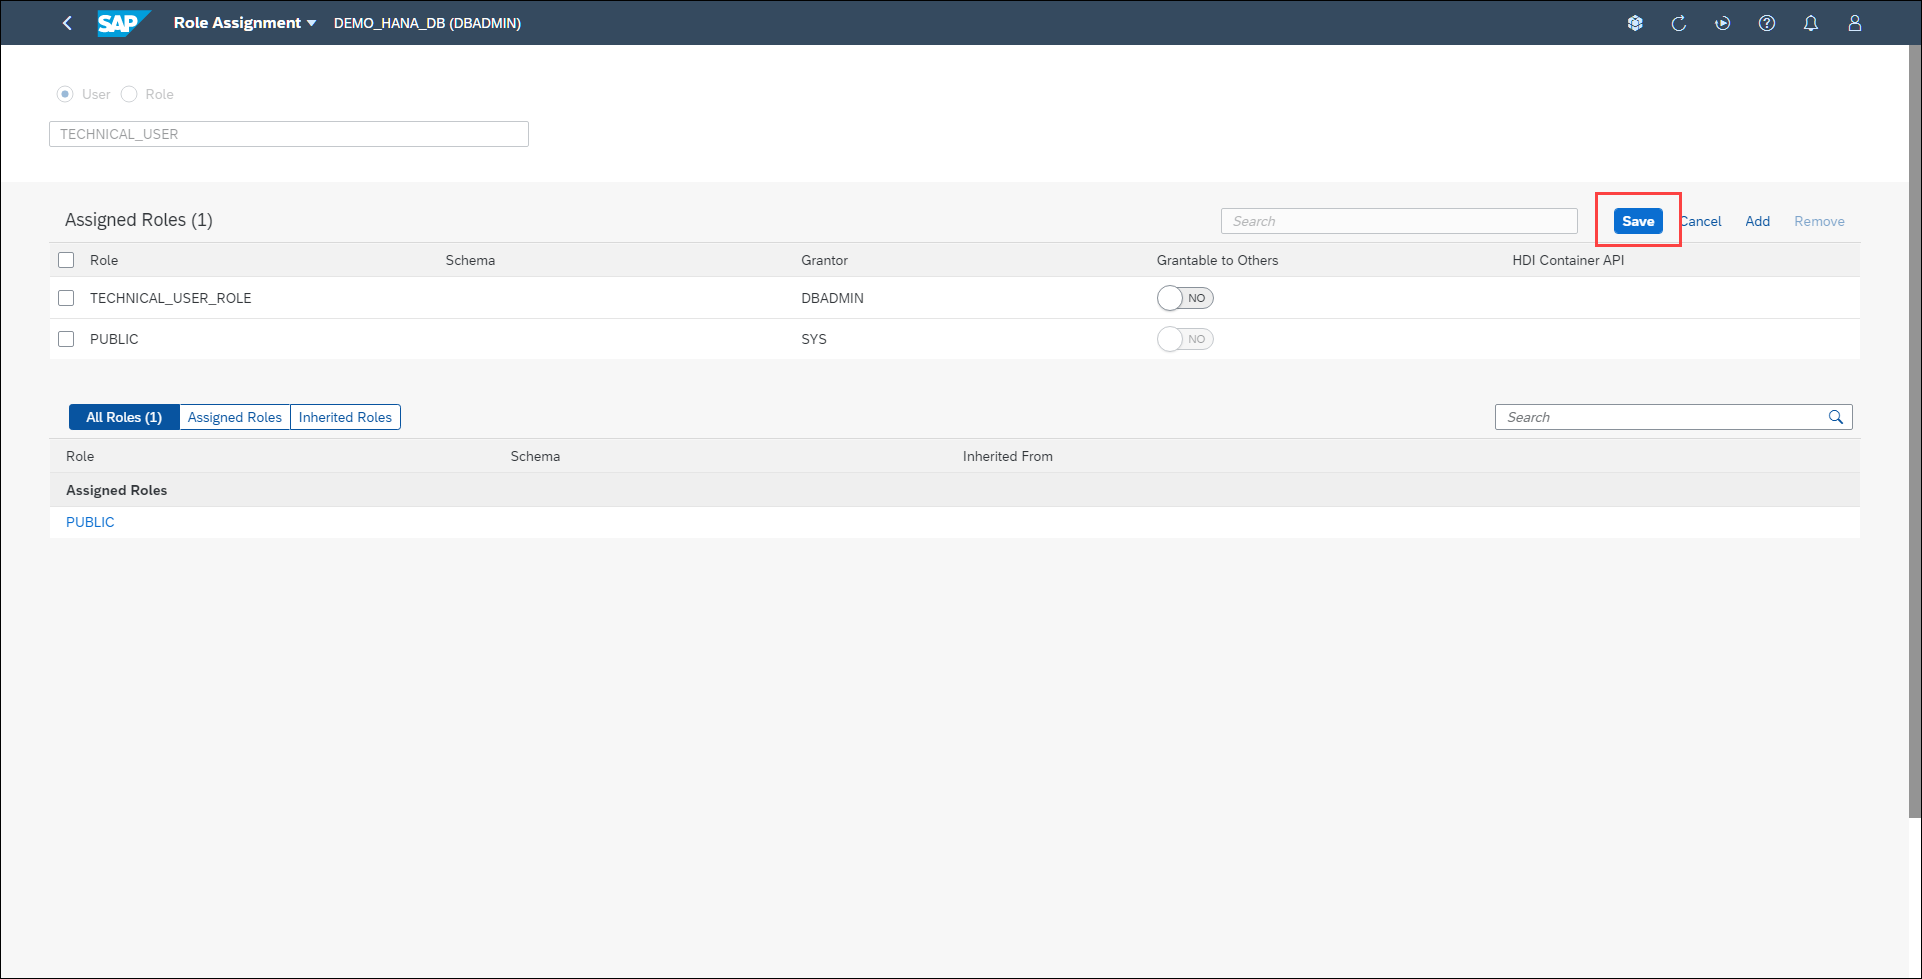 SAP Role Assignment DEMO_HANA_DB (DBADMIN)
User Role
TECHNICAL_USER
Assigned Roles (1) Search Save Cancel Add Remove
Role Schema Grantor Grantable to Others HDI Container API
TECHNICAL_USER_ROLE DBADMIN NO
PUBLIC SYS NO
All Roles (1) Assigned Roles Inherited Roles Search
Role Schema Inherited From
Assigned Roles
PUBLIC